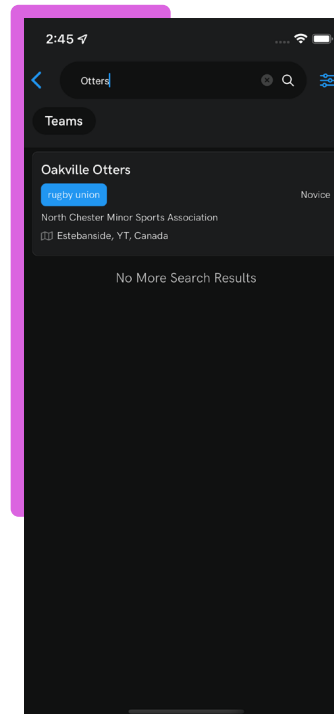 2:45
Otters
Teams
Oakville Otters
rugby union
Novice
North Chester Minor Sports Association
Estebanside, YT, Canada
No More Search Results